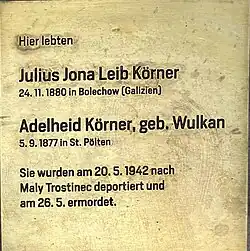 Hier lebten
Julius Jona Leib Körner
24. 11. 1880 in Bolechow (Galizien)
Adelheid Körner, geb. Wulkan
5. 9. 1877 in St. Pölten
Sie wurden am 20. 5. 1942 nach
Maly Trostinec deportiert und
am 26. 5. ermordet.